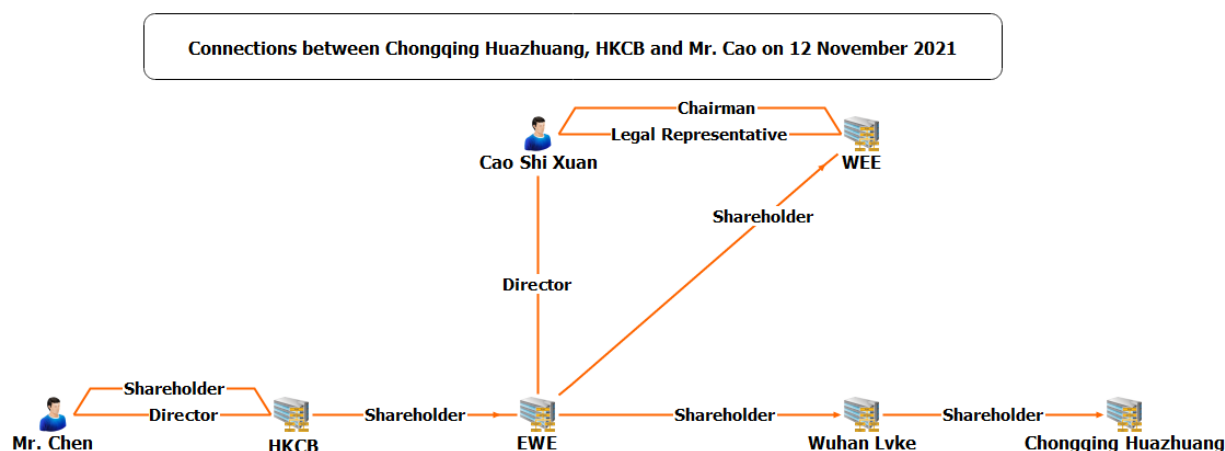 Connections between Chongqing Huazhuang, HKCB and Mr. Cao on 12 November 2021
Chairman
Legal Representative
Cao Shi Xuan
WEE
Shareholder
Director
Shareholder
Director
Shareholder
Shareholder
Shareholder
Mr. Chen
HKCB
EWE
Wuhan Lvke
Chongqing Huazhuang